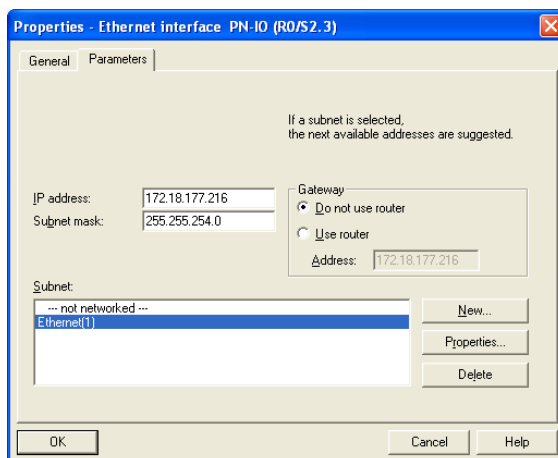 Properties - Ethernet interface PN-IO (R0/S2.3)
General
Parameters
If a subnet is selected,
the next available addresses are suggested.
IP address:
172.18.177.216
Subnet mask:
255.255.254.0
Gateway
Do not use router
Use router
Address:
172.18.177.216
Subnet:
--- not networked ---
Ethernet(1)
New...
Properties...
Delete
OK
Cancel
Help